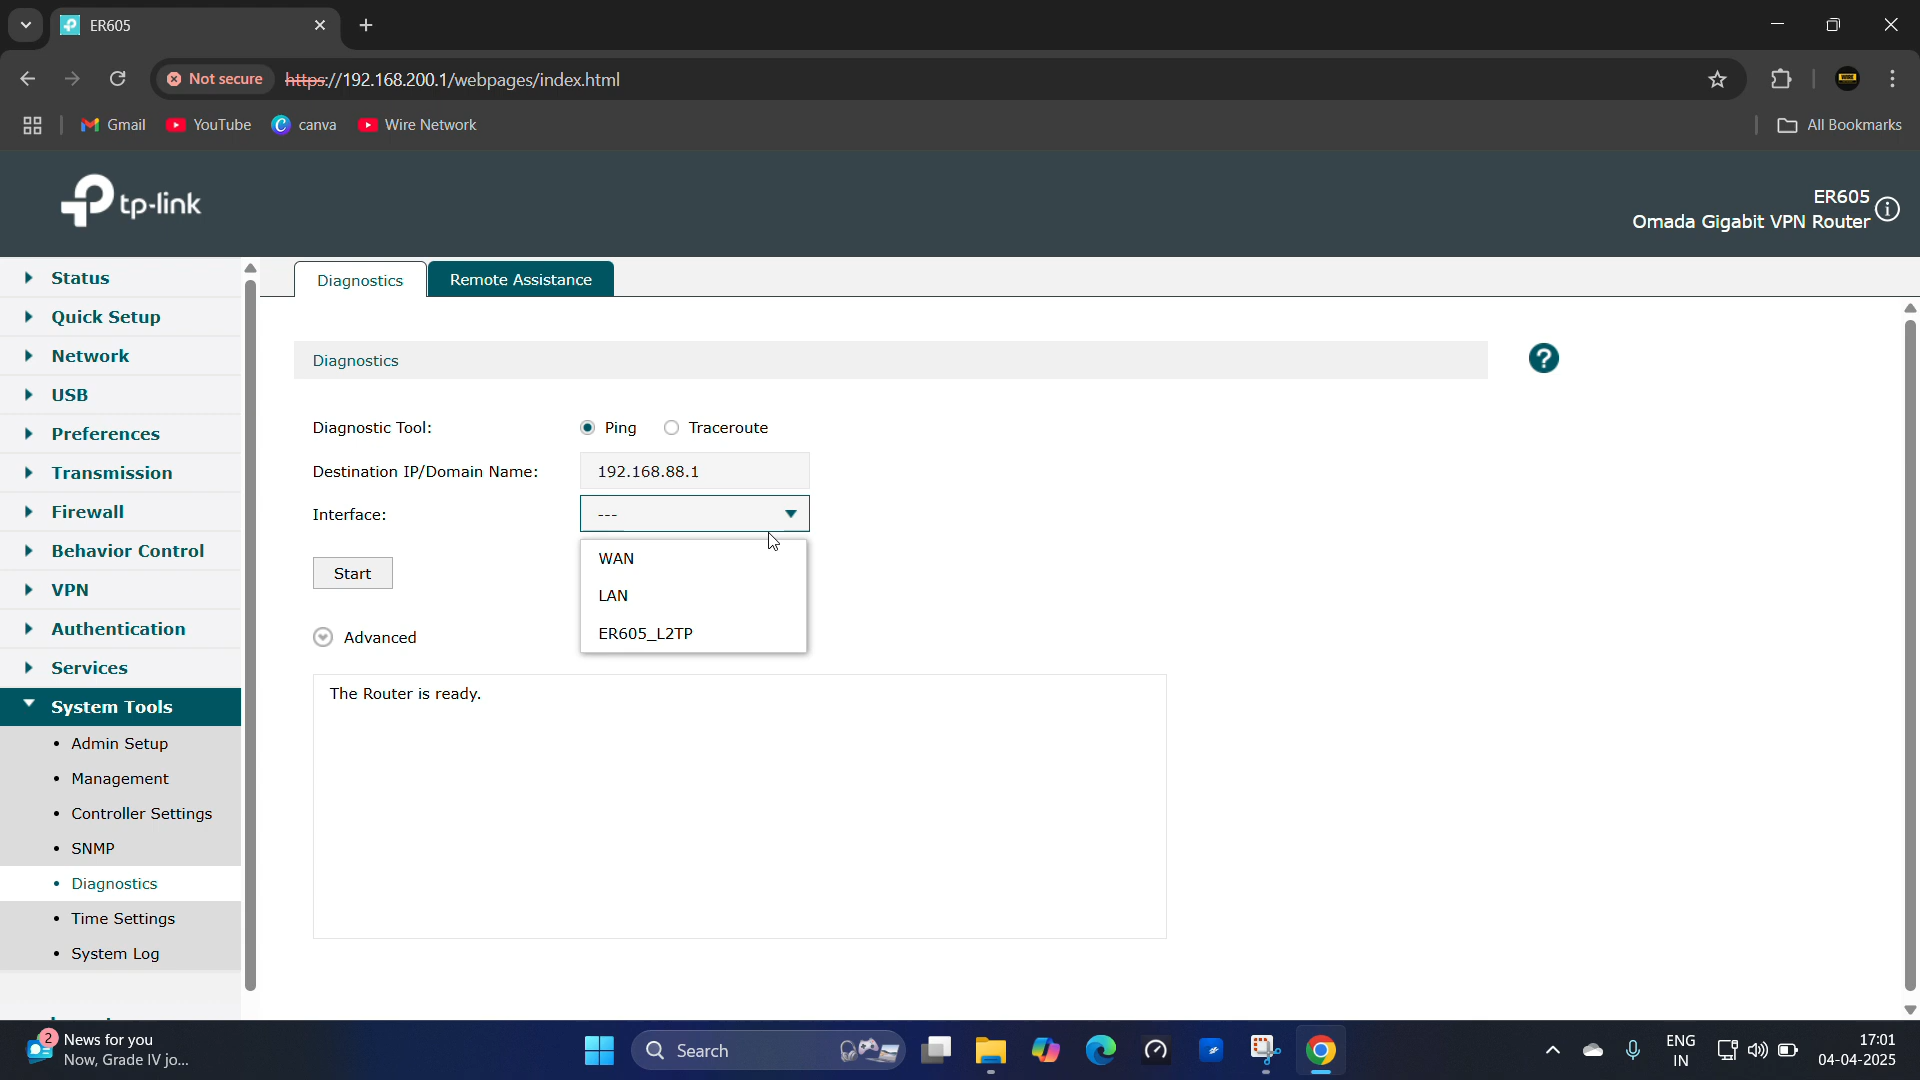 ER605
Not secure
https://192.168.200.1/webpages/index.html
Gmail
YouTube
canva
Wire Network
All Bookmarks
tp-link
ER605
Omada Gigabit VPN Router
Status
Quick Setup
Network
USB
Preferences
Transmission
Firewall
Behavior Control
VPN
Authentication
Services
System Tools
• Admin Setup
• Management
• Controller Settings
• SNMP
• Diagnostics
• Time Settings
• System Log
Diagnostics
Remote Assistance
Diagnostics
?
Diagnostic Tool:
Ping
Traceroute
Destination IP/Domain Name:
192.168.88.1
Interface:
---
WAN
LAN
ER605_L2TP
Start
Advanced
The Router is ready.
2
News for you
Now, Grade IV jo...
Search
ENG
IN
17:01
04-04-2025